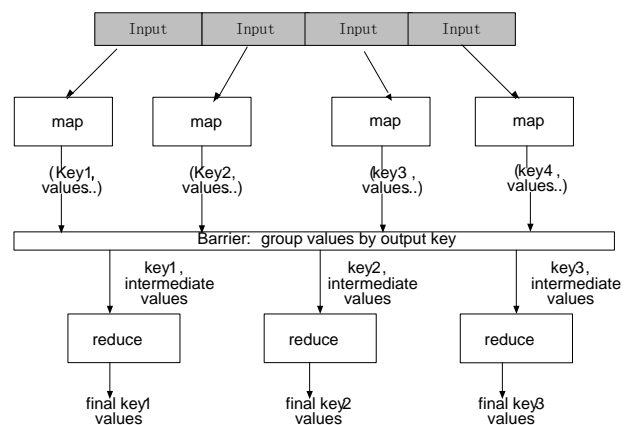 Input Input Input Input
map map map map
(Key1, (Key2, (key3 , (key4 ,
values..) values..) values..) values..)
Barrier: group values by output key
key1, key2, key3,
intermediate intermediate intermediate
values values values
reduce reduce reduce
final key1 final key2 final key3
values values values